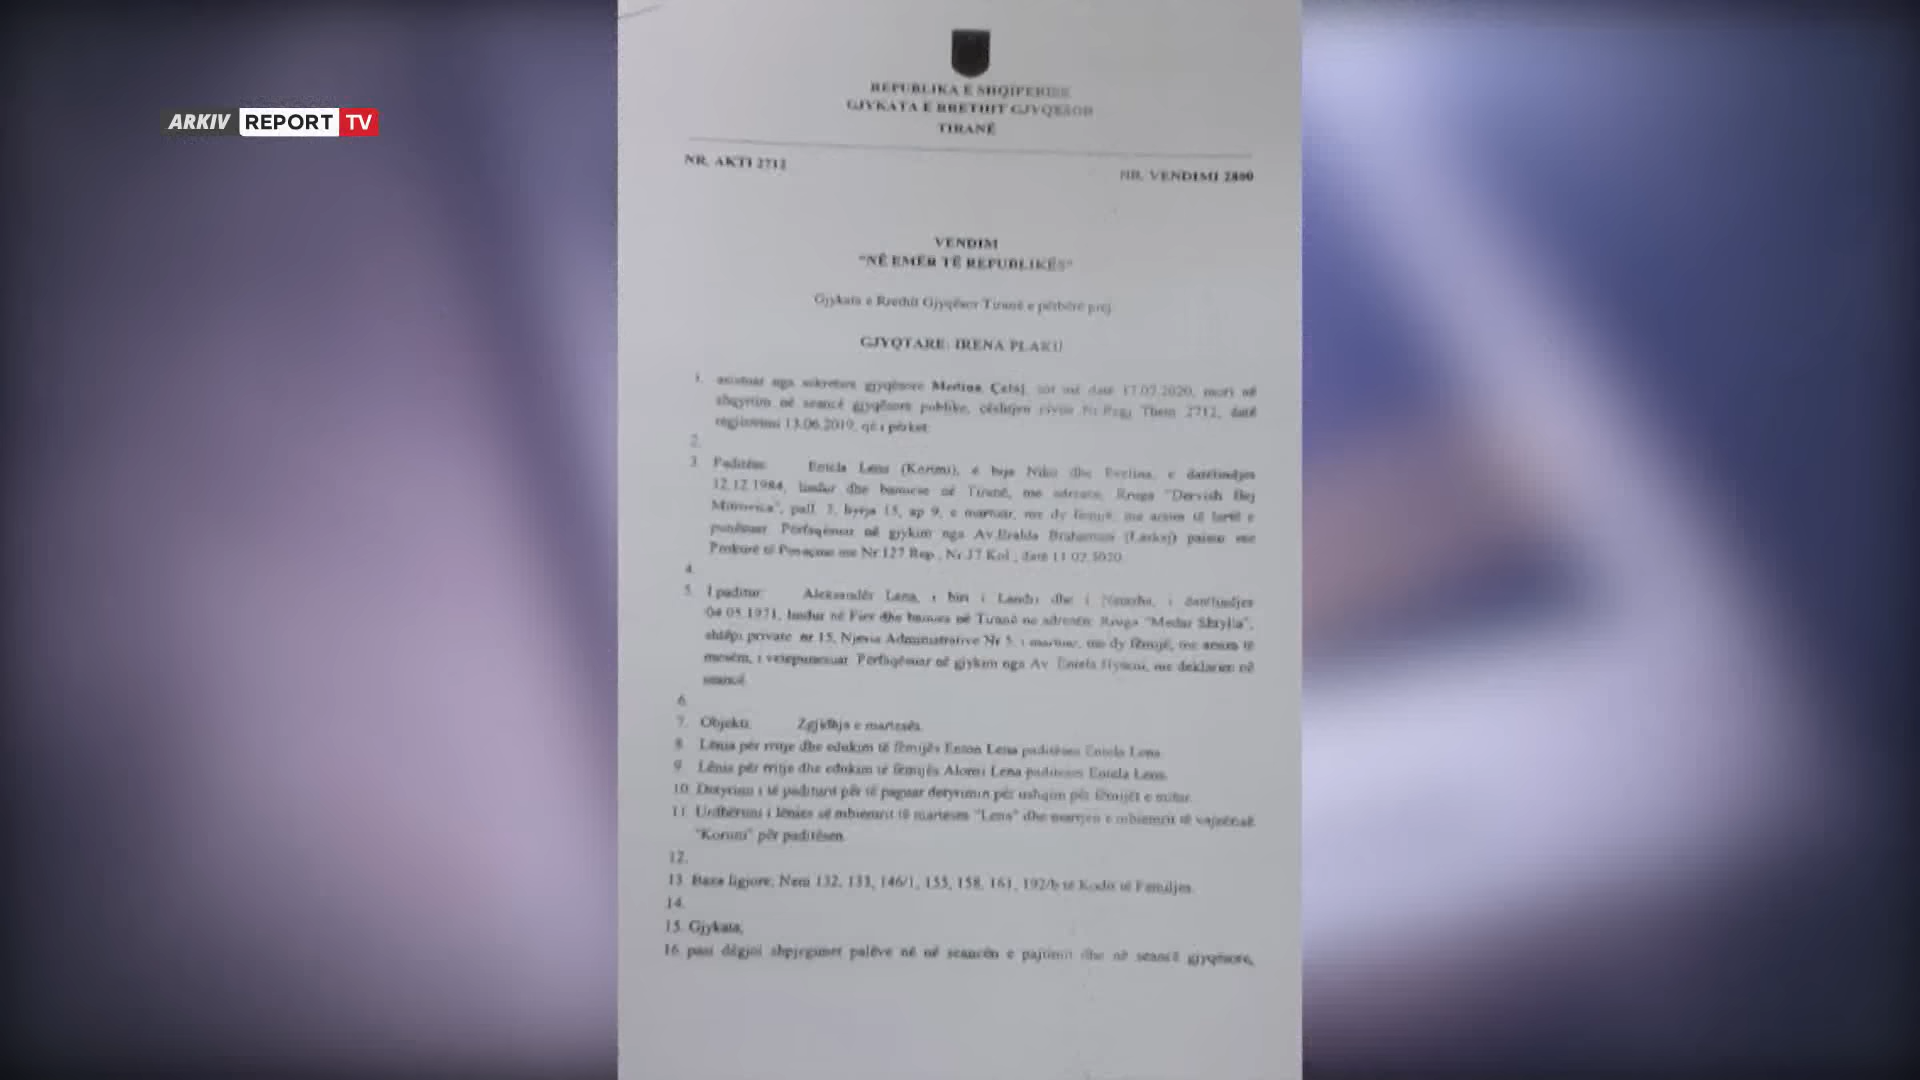 ARKIV REPORT TV
REPUBLIKA E SHQIPERISE
GJYKATA E RRETHIT GJYQËSOR
TIRANË
NR. AKTI 2712
NR. VENDIMI 2800
VENDIM
"NË EMËR TË REPUBLIKËS"
Gjykata e Rrethit Gjyqësor Tiranë e përbërë prej
GJYQTARE: IRENA PLAKU
1. asistuar nga sekretare gjyqësore Medina Çelaj, sot më datë 17.07.2020, mori në
shqyrtim në seancë gjyqësore publike, çështjen civile Nr.Regj Them 2712, datë
regjistrimi 13.06.2019, që i përket:
2.
3. Paditëse: Entela Lena (Korumi), e bija Niko dhe Evelina, e datëlindjes
12.12.1984, lindur dhe banuese në Tiranë, me adresë, Rruga "Dervish Bej
Mitrovica", pall. 3, hyrja 15, ap 9, e martuar, me dy fëmijë, me arsim të lartë e
punësuar. Përfaqësuar në gjykim nga Av. Brahimaj pajisur me
Prokurë të Posaçme me Nr.127 Rep., Nr.37 Kol., datë 11.02.2020.
4.
5. I paditur: Aleksandër Lena, i biri i Landit dhe i, i datëlindjes
04.05.1971, lindur në Fier dhe banues në Tiranë në adresën: Rruga "Medar Shtylla",
shtëpi private nr 15, Njësia Administrative Nr 5, i martuar, me dy fëmijë, me arsim të
mesëm, i vetëpunësuar. Përfaqësuar në gjykim nga Av. Entela Hyseni, me deklarim në
seancë.
6.
7. Objekti: Zgjidhja e martesës.
8. Lënia për rritje dhe edukim të fëmijës Enson Lena paditëses Entela Lena.
9. Lënia për rritje dhe edukim të fëmijës Lena paditëses Entela Lena.
10. Detyrimi i të paditurit për të paguar detyrimin për ushqim për fëmijët e mitur.
11. Urdhërimi i lënies së mbiemrit të martesës "Lena" dhe marrjen e mbiemrit të vajzërisë
"Korumi" për paditësen.
12.
13. Baza ligjore: Neni 132, 133, 146/1, 155, 158, 161, 192/b të Kodit të Familjes.
14.
15. Gjykata,
16. pasi dëgjoi shpjegimet palëve në në seancën e pajtimit dhe në seancë gjyqësore,